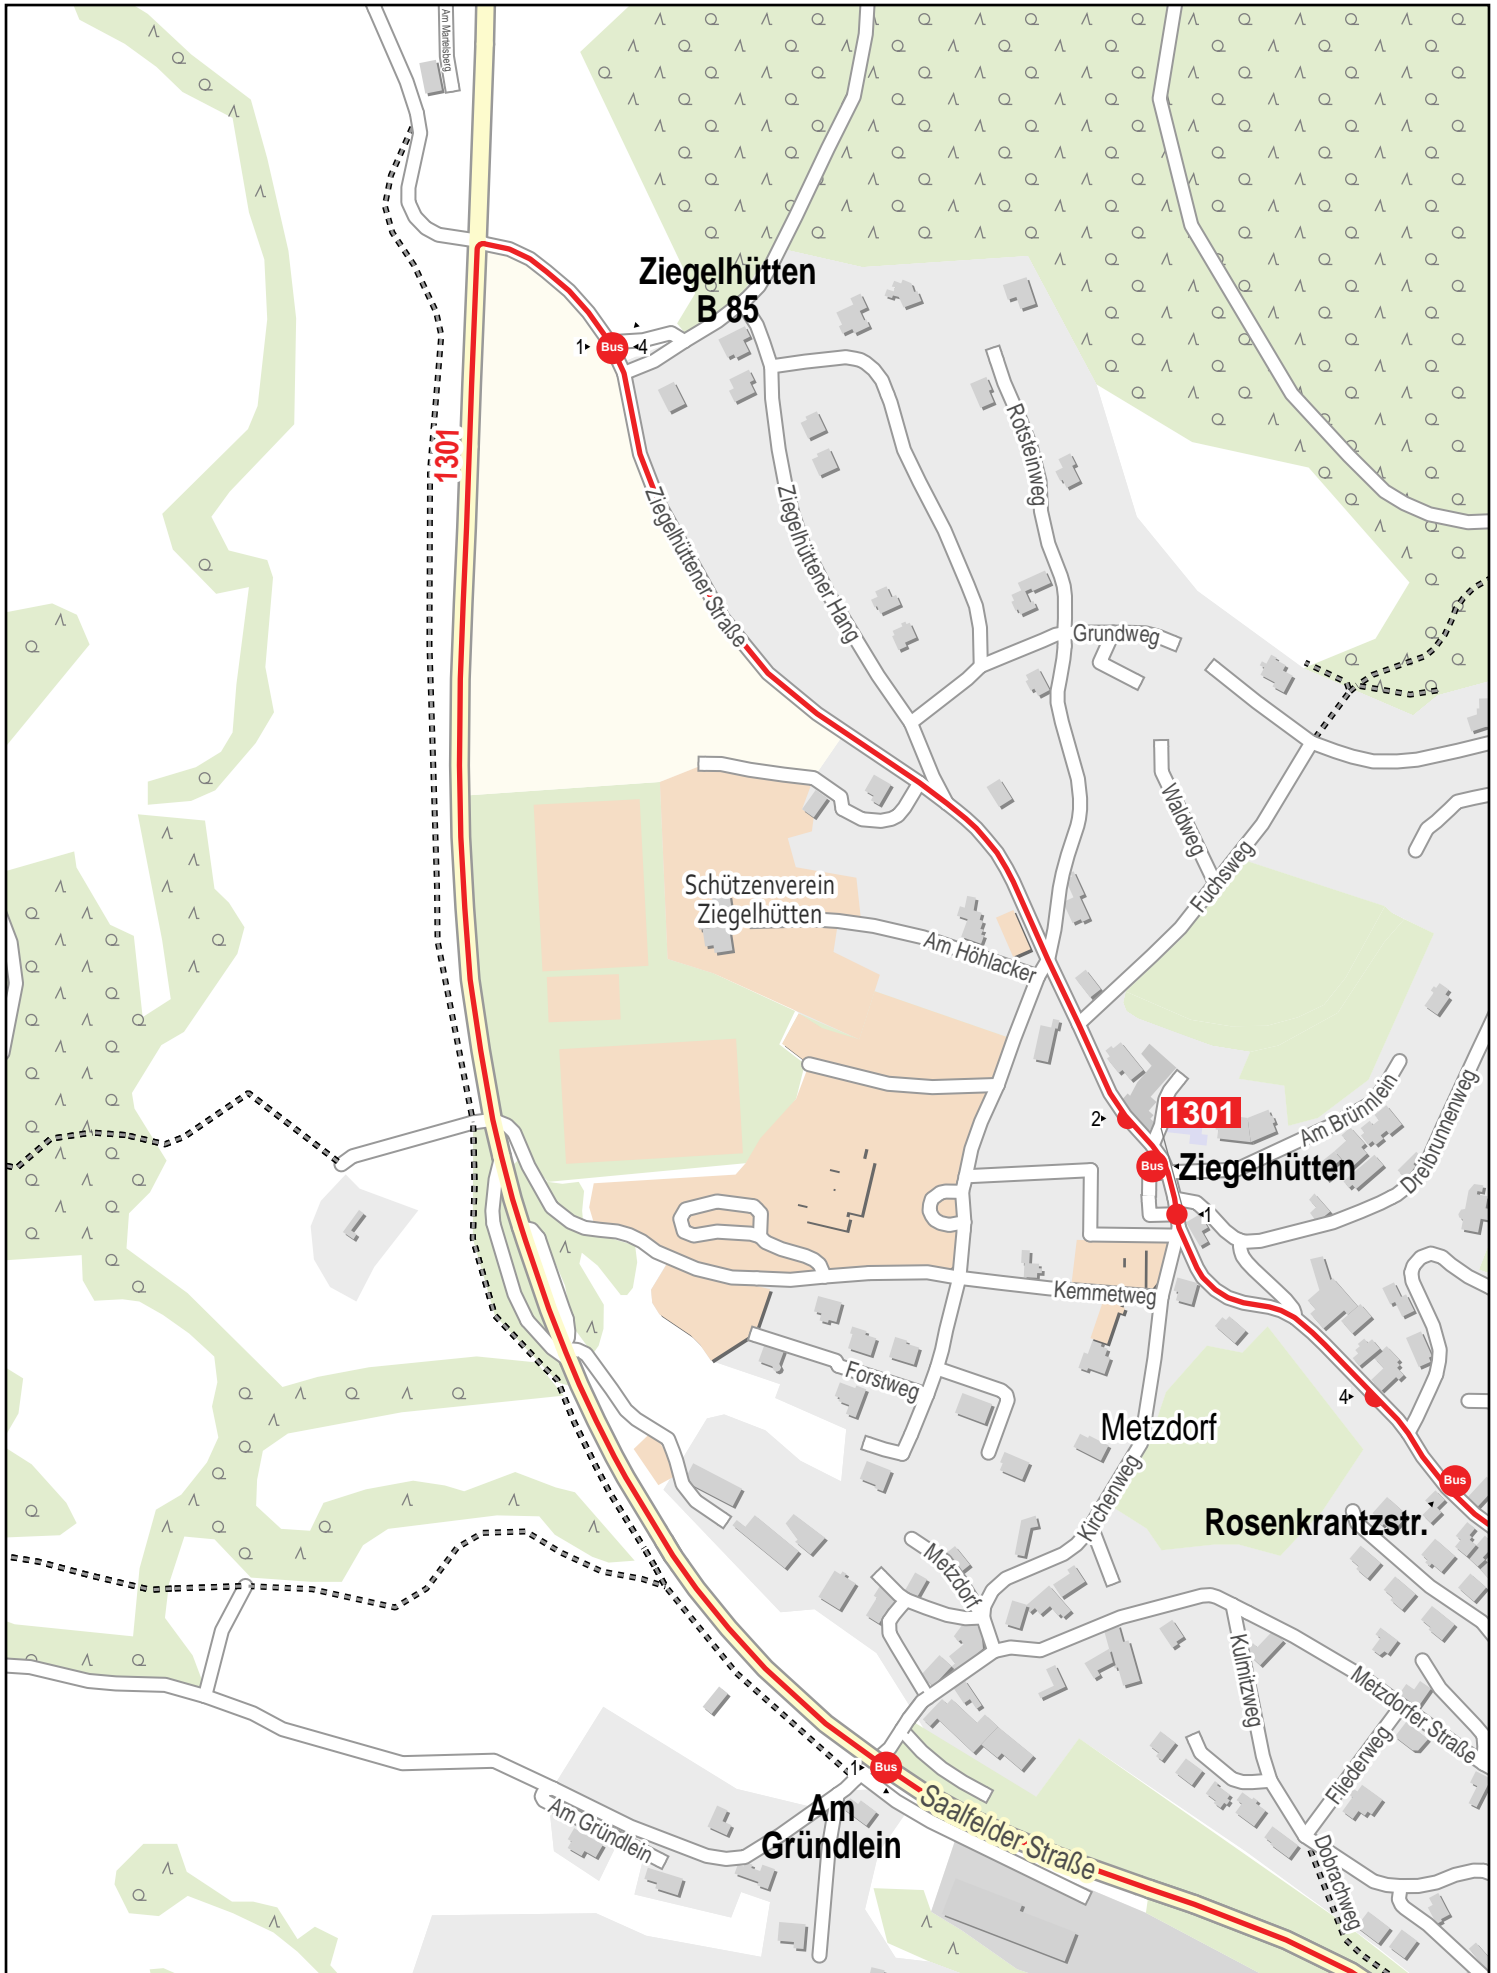 Am Mantelsberg
Ziegelhütten
B 85
1
Bus
4
1301
Rotsteinweg
Ziegelhüttener Straße
Ziegelhüttener Hang
Grundweg
Waldweg
Fuchsweg
Schützenverein
Ziegelhütten
Am Höhlacker
2
1301
Am Brünnlein
Dreibrunnenweg
Bus
Ziegelhütten
1
Kemmetweg
Forstweg
4
Metzdorf
Bus
Kirchenweg
Rosenkrantzstr.
Metzdorf
Kulmitzweg
Metzdorfer Straße
Fliederweg
1
Bus
Am
Gründlein
Saalfelder Straße
Am Gründlein
Dobrachweg